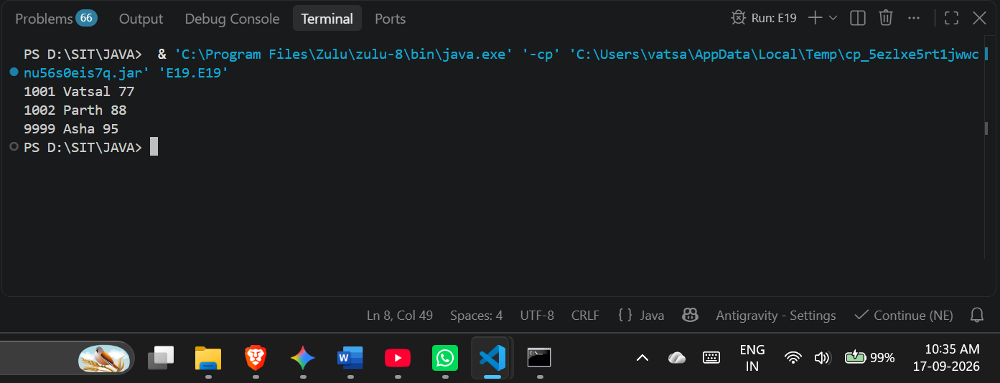 Problems 66 Output Debug Console Terminal Ports Run: E19
PS D:\SIT\JAVA>  & 'C:\Program Files\Zulu\zulu-8\bin\java.exe' '-cp' 'C:\Users\vatsa\AppData\Local\Temp\cp_5ezlxe5rt1jwwc
nu56s0eis7q.jar' 'E19.E19'
1001 Vatsal 77
1002 Parth 88
9999 Asha 95
PS D:\SIT\JAVA>
Ln 8, Col 49 Spaces: 4 UTF-8 CRLF {} Java Antigravity - Settings Continue (NE)
ENG 99% 10:35 AM
IN 17-09-2026